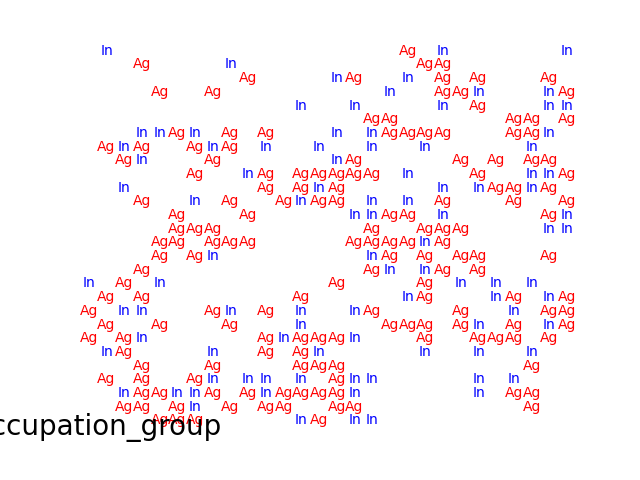 In Ag In In
Ag In Ag Ag
Ag In Ag In Ag Ag Ag
Ag Ag In Ag Ag In In Ag
In In In Ag In In
Ag Ag Ag Ag Ag
In In Ag In Ag Ag In In Ag Ag Ag Ag Ag Ag In
Ag In Ag Ag In Ag In In In In In
Ag In Ag In Ag Ag Ag Ag Ag
Ag In Ag Ag Ag Ag Ag Ag In Ag In In Ag
In Ag Ag In Ag In In Ag Ag In Ag
Ag In Ag Ag In Ag Ag In In Ag Ag Ag
Ag Ag In In Ag Ag In Ag In
Ag Ag Ag Ag Ag Ag Ag In In
Ag Ag Ag Ag Ag Ag Ag Ag Ag In Ag
Ag Ag In In Ag Ag Ag Ag Ag
Ag Ag In In Ag Ag
In Ag In Ag Ag In In In
Ag Ag Ag In Ag In Ag In Ag
Ag In In Ag In Ag In In Ag Ag In Ag Ag
Ag Ag Ag In Ag Ag Ag Ag In Ag In Ag
Ag Ag In Ag In Ag Ag Ag In Ag Ag Ag Ag Ag
In Ag In Ag Ag In In In In
Ag Ag Ag Ag Ag Ag
Ag Ag Ag In In In In Ag In In In In
In Ag Ag In In Ag Ag In Ag Ag Ag Ag In In Ag Ag
Ag Ag Ag In Ag Ag Ag Ag Ag Ag
Ag Ag Ag In Ag In In
ccupation_group